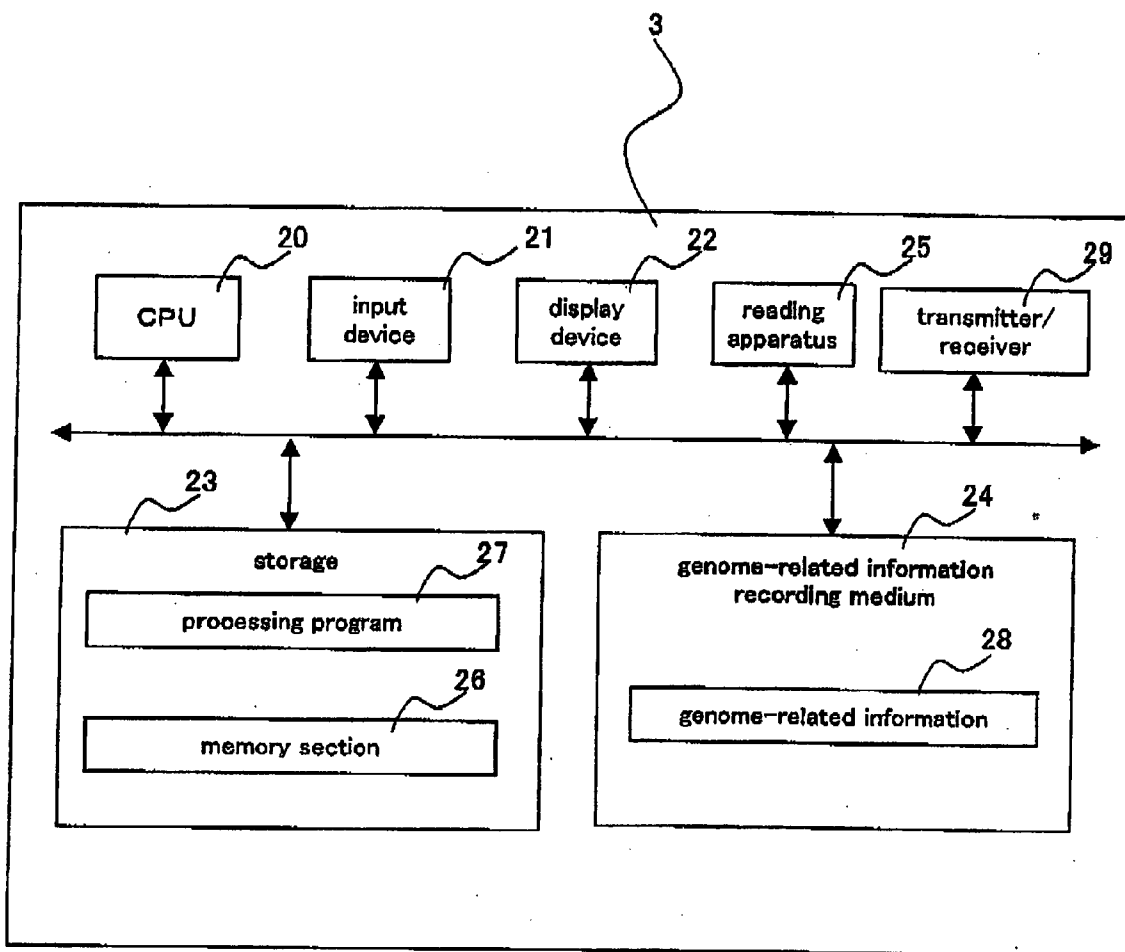 3
20
21
22
25
29
CPU
input
device
display
device
reading
apparatus
transmitter/
receiver
23
24
storage
27
processing program
26
memory section
genome-related information
recording medium
28
genome-related information